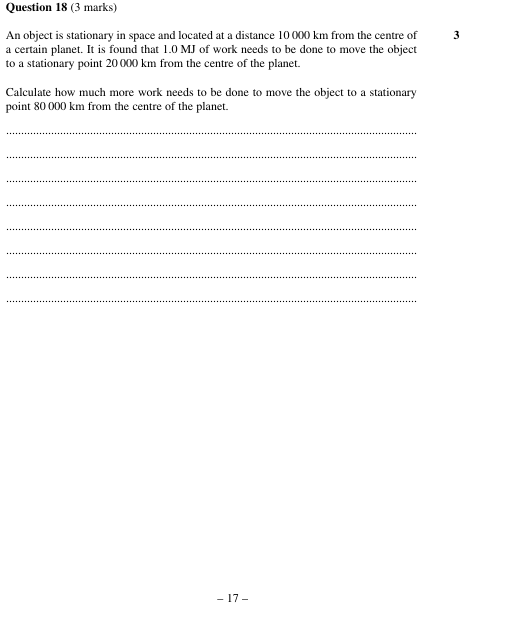 Question 18 (3 marks)
An object is stationary in space and located at a distance 10 000 km from the centre of 3
a certain planet. It is found that 1.0 MJ of work needs to be done to move the object
to a stationary point 20 000 km from the centre of the planet.
Calculate how much more work needs to be done to move the object to a stationary
point 80 000 km from the centre of the planet.
– 17 –